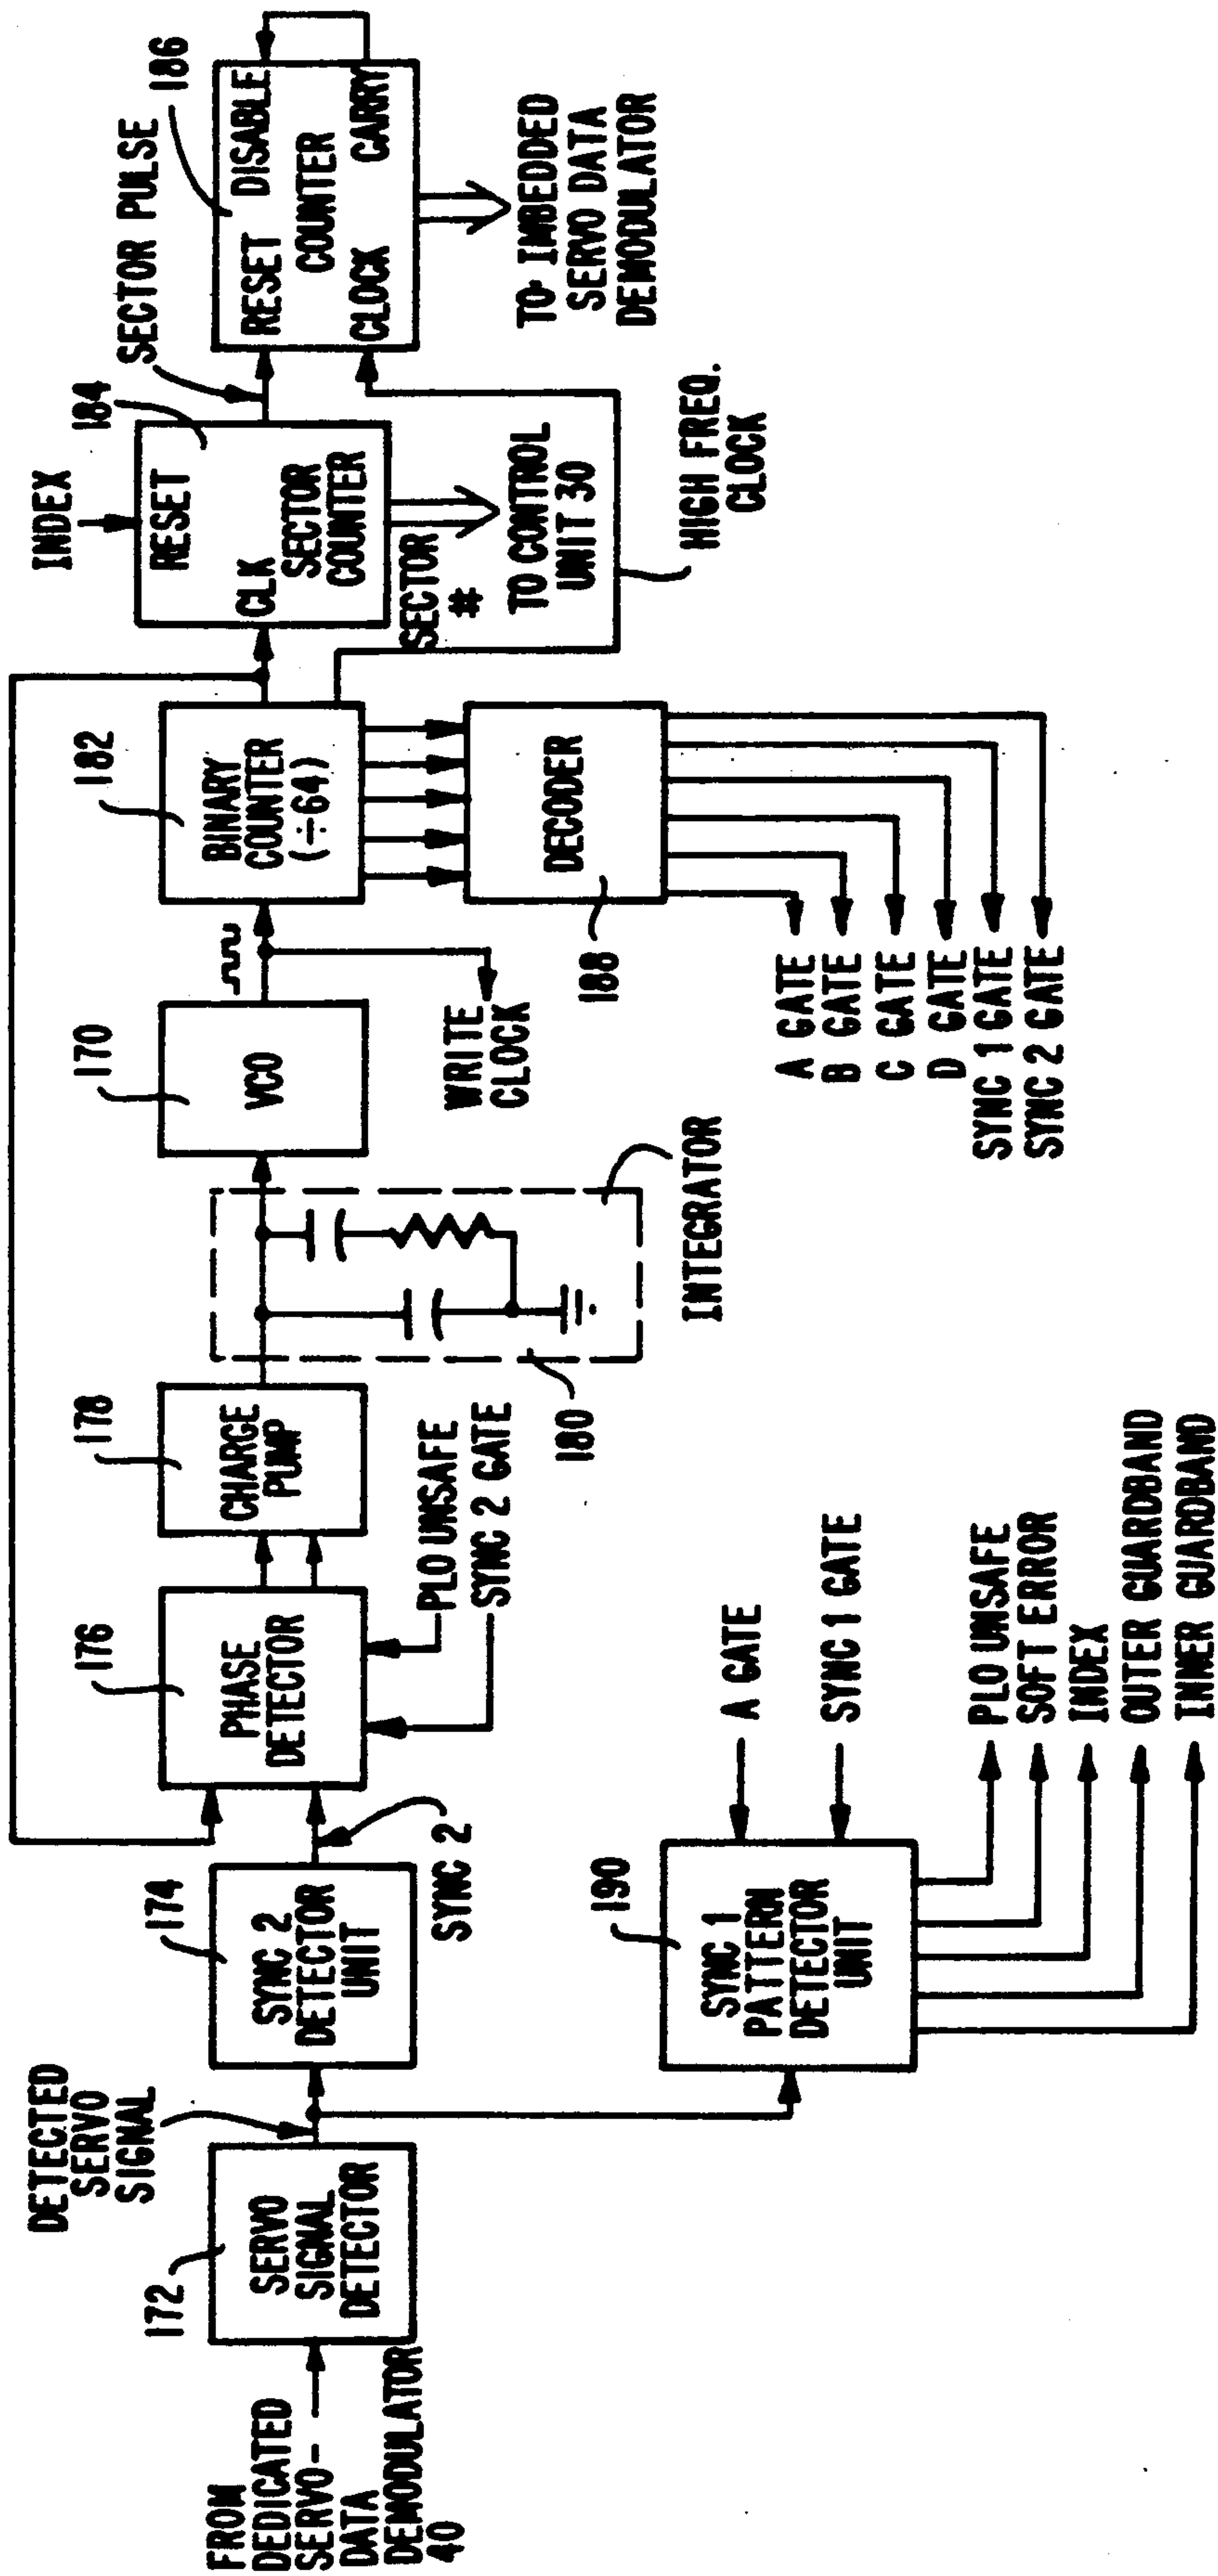 FROM
DEDICATED
SERVO-
DATA
DEMODULATOR
40
172
SERVO
SIGNAL
DETECTOR
DETECTED
SERVO
SIGNAL
174
SYNC 2
DETECTOR
UNIT
SYNC 2
176
PHASE
DETECTOR
PLO UNSAFE
SYNC 2 GATE
178
CHARGE
PUMP
180
INTEGRATOR
170
VCO
WRITE
CLOCK
182
BINARY
COUNTER
(÷64)
188
DECODER
A GATE
B GATE
C GATE
D GATE
SYNC 1 GATE
SYNC 2 GATE
INDEX
184
RESET
CLK
SECTOR
COUNTER
SECTOR
#
TO CONTROL
UNIT 30
HIGH FREQ.
CLOCK
SECTOR PULSE
186
RESET DISABLE
COUNTER
CLOCK CARRY
TO IMBEDDED
SERVO DATA
DEMODULATOR
190
SYNC 1
PATTERN
DETECTOR
UNIT
A GATE
SYNC 1 GATE
PLO UNSAFE
SOFT ERROR
INDEX
OUTER GUARDBAND
INNER GUARDBAND